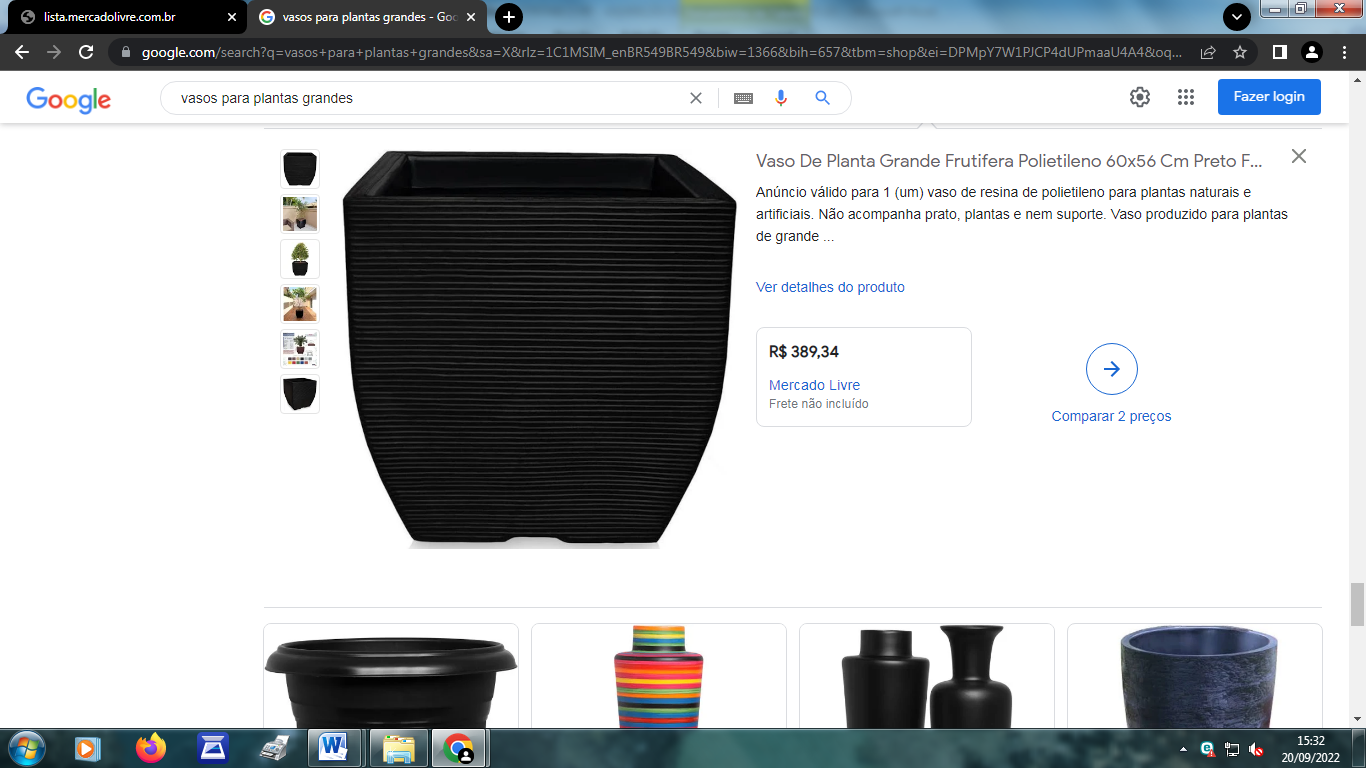 lista.mercadolivre.com.br
vasos para plantas grandes - Goo
google.com/search?q=vasos+para+plantas+grandes&sa=X&rlz=1C1MSIM_enBR549BR549&biw=1366&bih=657&tbm=shop&ei=DPMpY7W1PJCP4dUPmaaU4A4&oq...
Google
vasos para plantas grandes
Fazer login
Vaso De Planta Grande Frutifera Polietileno 60x56 Cm Preto F...
Anúncio válido para 1 (um) vaso de resina de polietileno para plantas naturais e
artificiais. Não acompanha prato, plantas e nem suporte. Vaso produzido para plantas
de grande ...
Ver detalhes do produto
R$ 389,34
Mercado Livre
Frete não incluído
Comparar 2 preços
15:32
20/09/2022